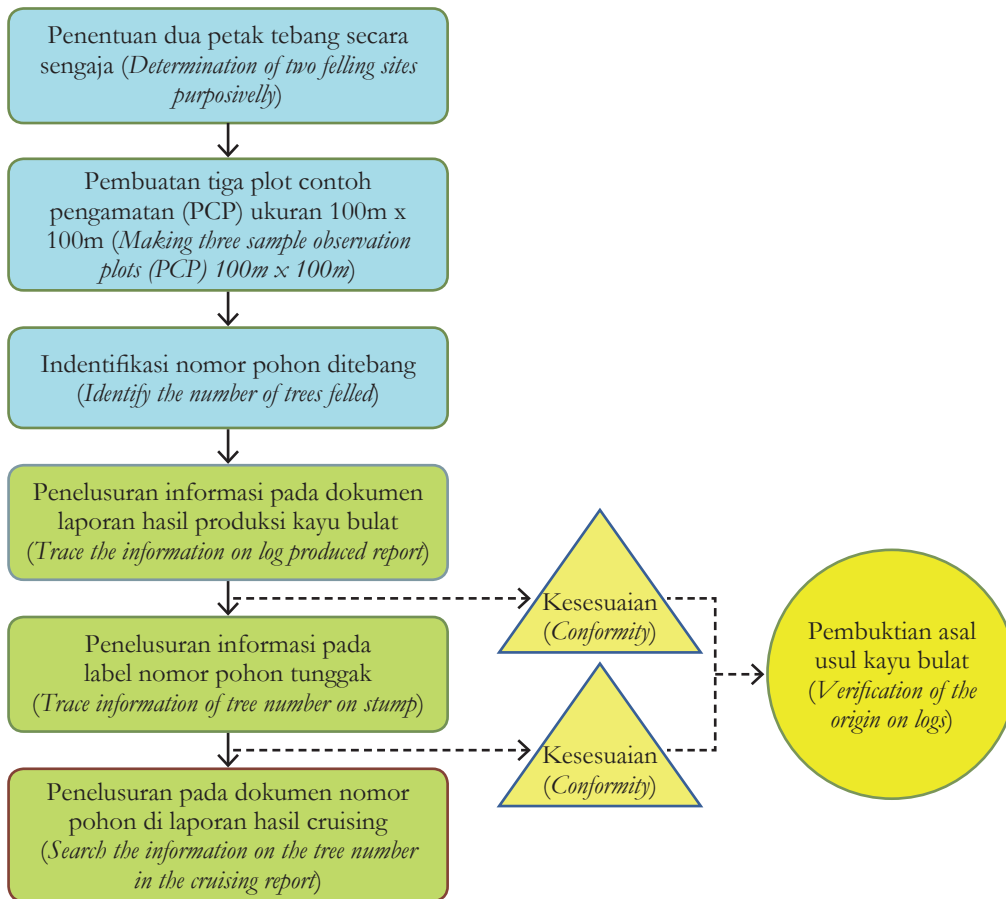 Penentuan dua petak tebang secara
sengaja (Determination of two felling sites
purposivelly)
Pembuatan tiga plot contoh
pengamatan (PCP) ukuran 100m x
100m (Making three sample observation
plots (PCP) 100m x 100m)
Indentifikasi nomor pohon ditebang
(Identify the number of trees felled)
Penelusuran informasi pada dokumen
laporan hasil produksi kayu bulat
(Trace the information on log produced report)
Kesesuaian
(Conformity)
Penelusuran informasi pada
label nomor pohon tunggak
(Trace information of tree number on stump)
Pembuktian asal
usul kayu bulat
(Verification of the
origin on logs)
Kesesuaian
(Conformity)
Penelusuran pada dokumen nomor
pohon di laporan hasil cruising
(Search the information on the tree number
in the cruising report)